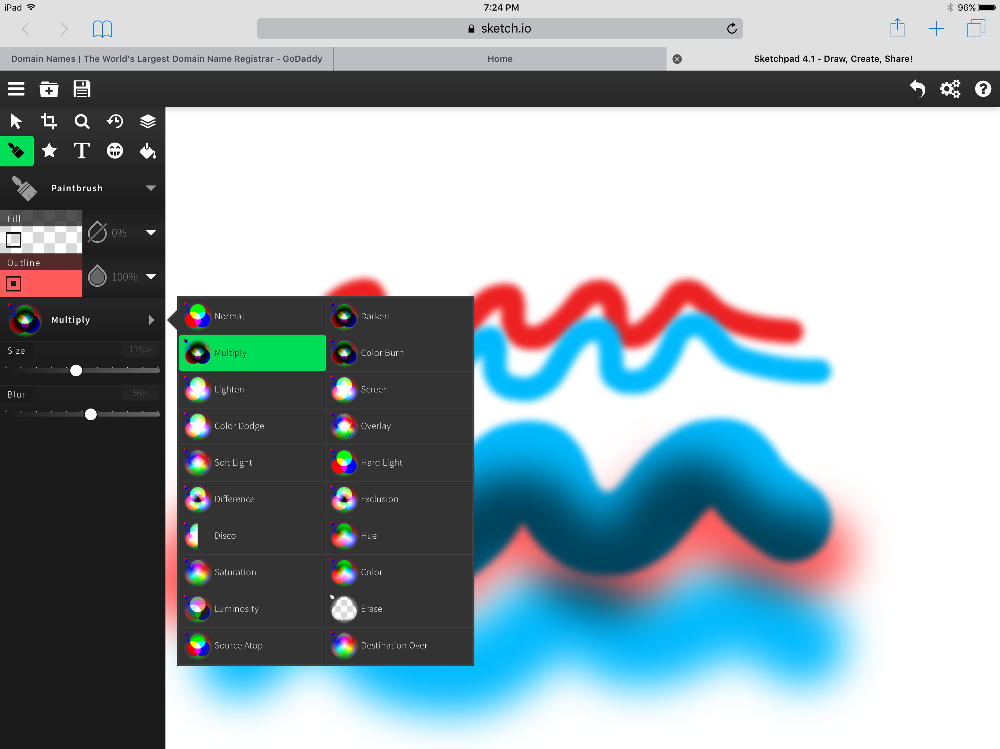 iPad 7:24 PM 96%
sketch.io
Domain Names | The World's Largest Domain Name Registrar - GoDaddy
Home
Sketchpad 4.1 - Draw, Create, Share!
T
Paintbrush
Fill
0%
Outline
100%
Multiply
Size 115px
Blur 56%
Normal Darken
Multiply Color Burn
Lighten Screen
Color Dodge Overlay
Soft Light Hard Light
Difference Exclusion
Disco Hue
Saturation Color
Luminosity Erase
Source Atop Destination Over